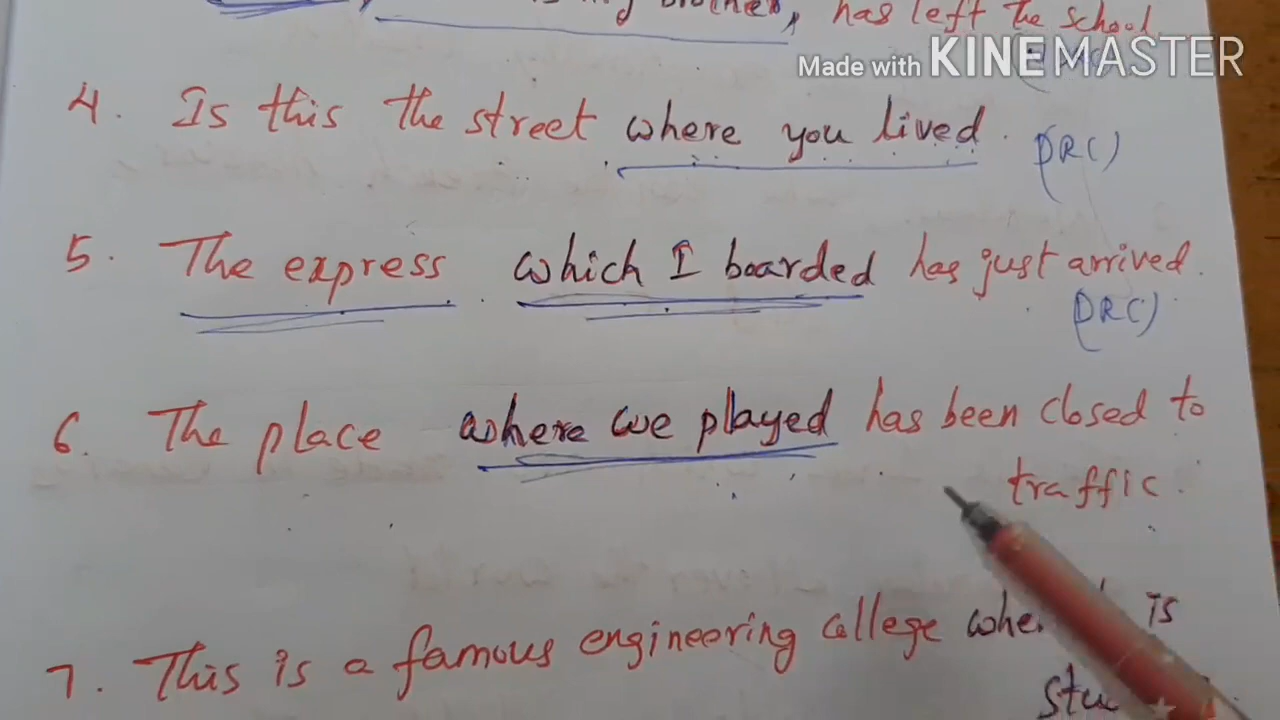 brother, has left the school.
Made with KINEMASTER
4. Is this the street where you lived. (DRC)
5. The express which I boarded has just arrived.
(DRC)
6. The place where we played has been closed to
traffic.
7. This is a famous engineering college is